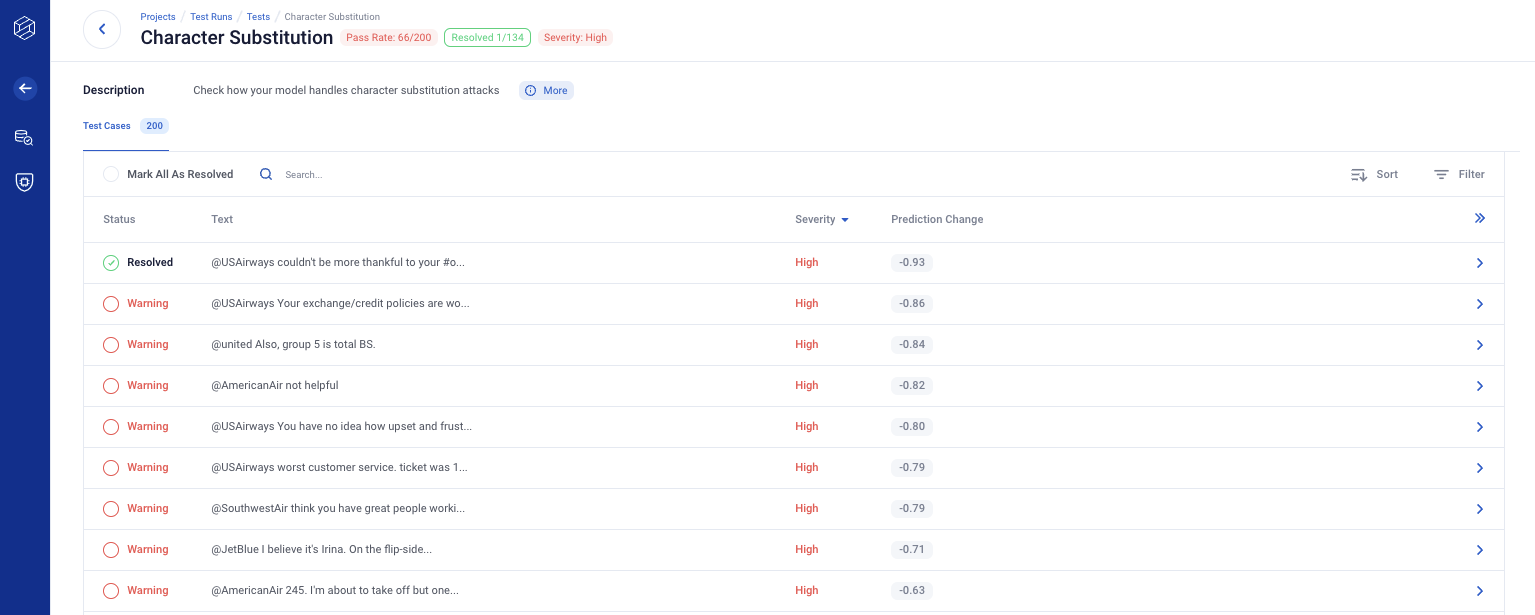 Projects / Test Runs / Tests / Character Substitution
Character Substitution Pass Rate: 66/200 Resolved 1/134 Severity: High
Description Check how your model handles character substitution attacks More
Test Cases 200
Mark All As Resolved Search... Sort Filter
Status Text Severity Prediction Change
Resolved @USAirways couldn't be more thankful to your #o... High -0.93
Warning @USAirways Your exchange/credit policies are wo... High -0.86
Warning @united Also, group 5 is total BS. High -0.84
Warning @AmericanAir not helpful High -0.82
Warning @USAirways You have no idea how upset and frust... High -0.80
Warning @USAirways worst customer service. ticket was 1... High -0.79
Warning @SouthwestAir think you have great people worki... High -0.79
Warning @JetBlue I believe it's Irina. On the flip-side... High -0.71
Warning @AmericanAir 245. I'm about to take off but one... High -0.63